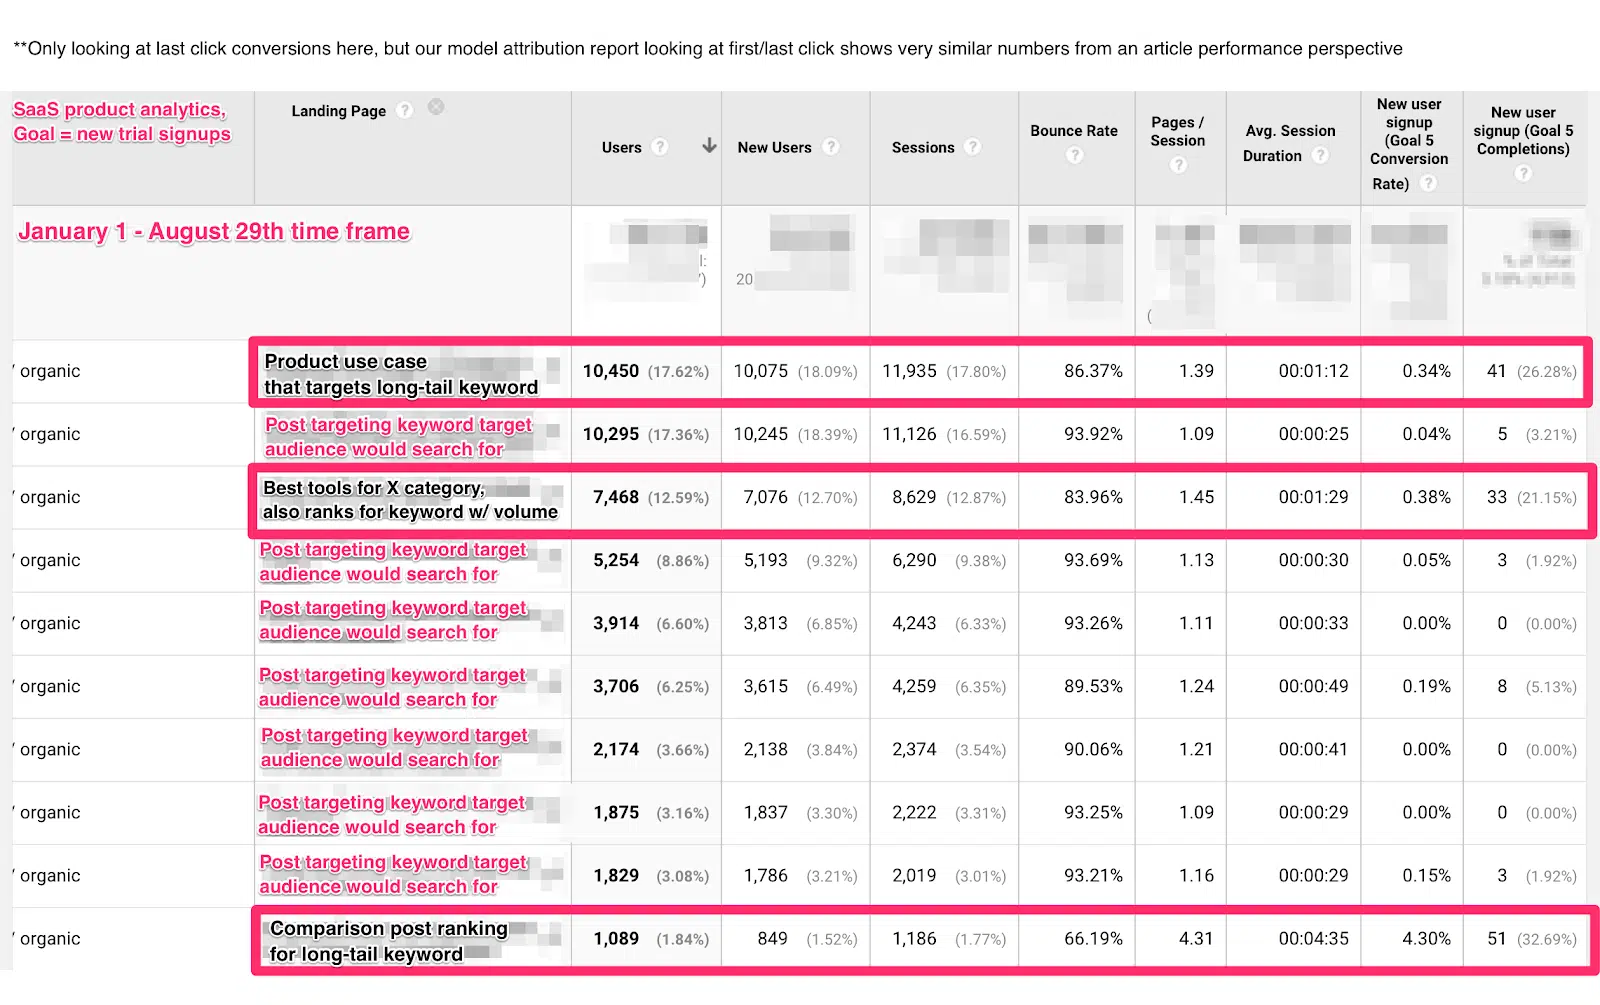 **Only looking at last click conversions here, but our model attribution report looking at first/last click shows very similar numbers from an article performance perspective
SaaS product analytics,
Goal = new trial signups
Landing Page ?
Users ?
New Users ?
Sessions ?
Bounce Rate
?
Pages /
Session
?
Avg. Session
Duration ?
New user
signup
(Goal 5
Conversion
Rate) ?
New user
signup (Goal 5
Completions)
?
January 1 - August 29th time frame
l:
')
20
(
/ organic
Product use case
that targets long-tail keyword
10,450 (17.62%) 10,075 (18.09%) 11,935 (17.80%) 86.37% 1.39 00:01:12 0.34% 41 (26.28%)
/ organic
Post targeting keyword target
audience would search for
10,295 (17.36%) 10,245 (18.39%) 11,126 (16.59%) 93.92% 1.09 00:00:25 0.04% 5 (3.21%)
/ organic
Best tools for X category,
also ranks for keyword w/ volume
7,468 (12.59%) 7,076 (12.70%) 8,629 (12.87%) 83.96% 1.45 00:01:29 0.38% 33 (21.15%)
/ organic
Post targeting keyword target
audience would search for
5,254 (8.86%) 5,193 (9.32%) 6,290 (9.38%) 93.69% 1.13 00:00:30 0.05% 3 (1.92%)
/ organic
Post targeting keyword target
audience would search for
3,914 (6.60%) 3,813 (6.85%) 4,243 (6.33%) 93.26% 1.11 00:00:33 0.00% 0 (0.00%)
/ organic
Post targeting keyword target
audience would search for
3,706 (6.25%) 3,615 (6.49%) 4,259 (6.35%) 89.53% 1.24 00:00:49 0.19% 8 (5.13%)
/ organic
Post targeting keyword target
audience would search for
2,174 (3.66%) 2,138 (3.84%) 2,374 (3.54%) 90.06% 1.21 00:00:41 0.00% 0 (0.00%)
/ organic
Post targeting keyword target
audience would search for
1,875 (3.16%) 1,837 (3.30%) 2,222 (3.31%) 93.25% 1.09 00:00:29 0.00% 0 (0.00%)
/ organic
Post targeting keyword target
audience would search for
1,829 (3.08%) 1,786 (3.21%) 2,019 (3.01%) 93.21% 1.16 00:00:29 0.15% 3 (1.92%)
/ organic
Comparison post ranking
for long-tail keyword
1,089 (1.84%) 849 (1.52%) 1,186 (1.77%) 66.19% 4.31 00:04:35 4.30% 51 (32.69%)